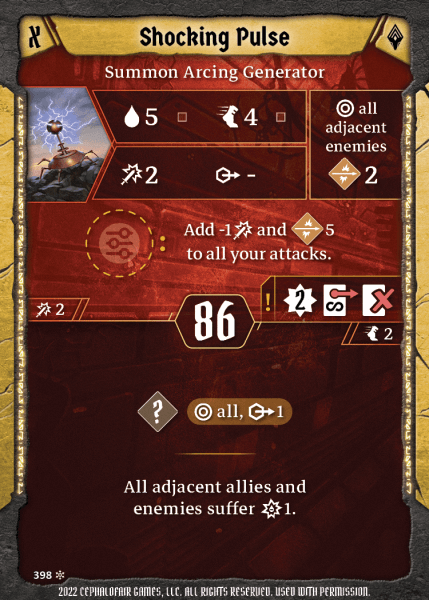 Shocking Pulse
Summon Arcing Generator
5
4
all
adjacent
enemies
2
2
-
Add -1 and 5
to all your attacks.
2
86
!
2
2
?
all, 1
All adjacent allies and
enemies suffer 1.
398
2022 CEPHALOFAIR GAMES, LLC. ALL RIGHTS RESERVED. USED WITH PERMISSION.